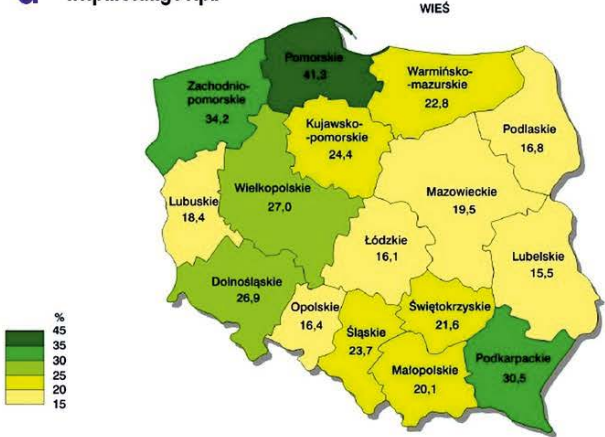 WIEŚ
Pomorskie
41,3
Zachodnio-
pomorskie
34,2
Warmińsko-
-mazurskie
22,8
Podlaskie
16,8
Kujawsko-
-pomorskie
24,4
Wielkopolskie
27,0
Mazowieckie
19,5
Lubuskie
18,4
Łódzkie
16,1
Lubelskie
15,5
Dolnośląskie
26,9
Opolskie
16,4
Śląskie
23,7
Świętokrzyskie
21,6
Małopolskie
20,1
Podkarpackie
30,5
%
45
35
30
25
20
15